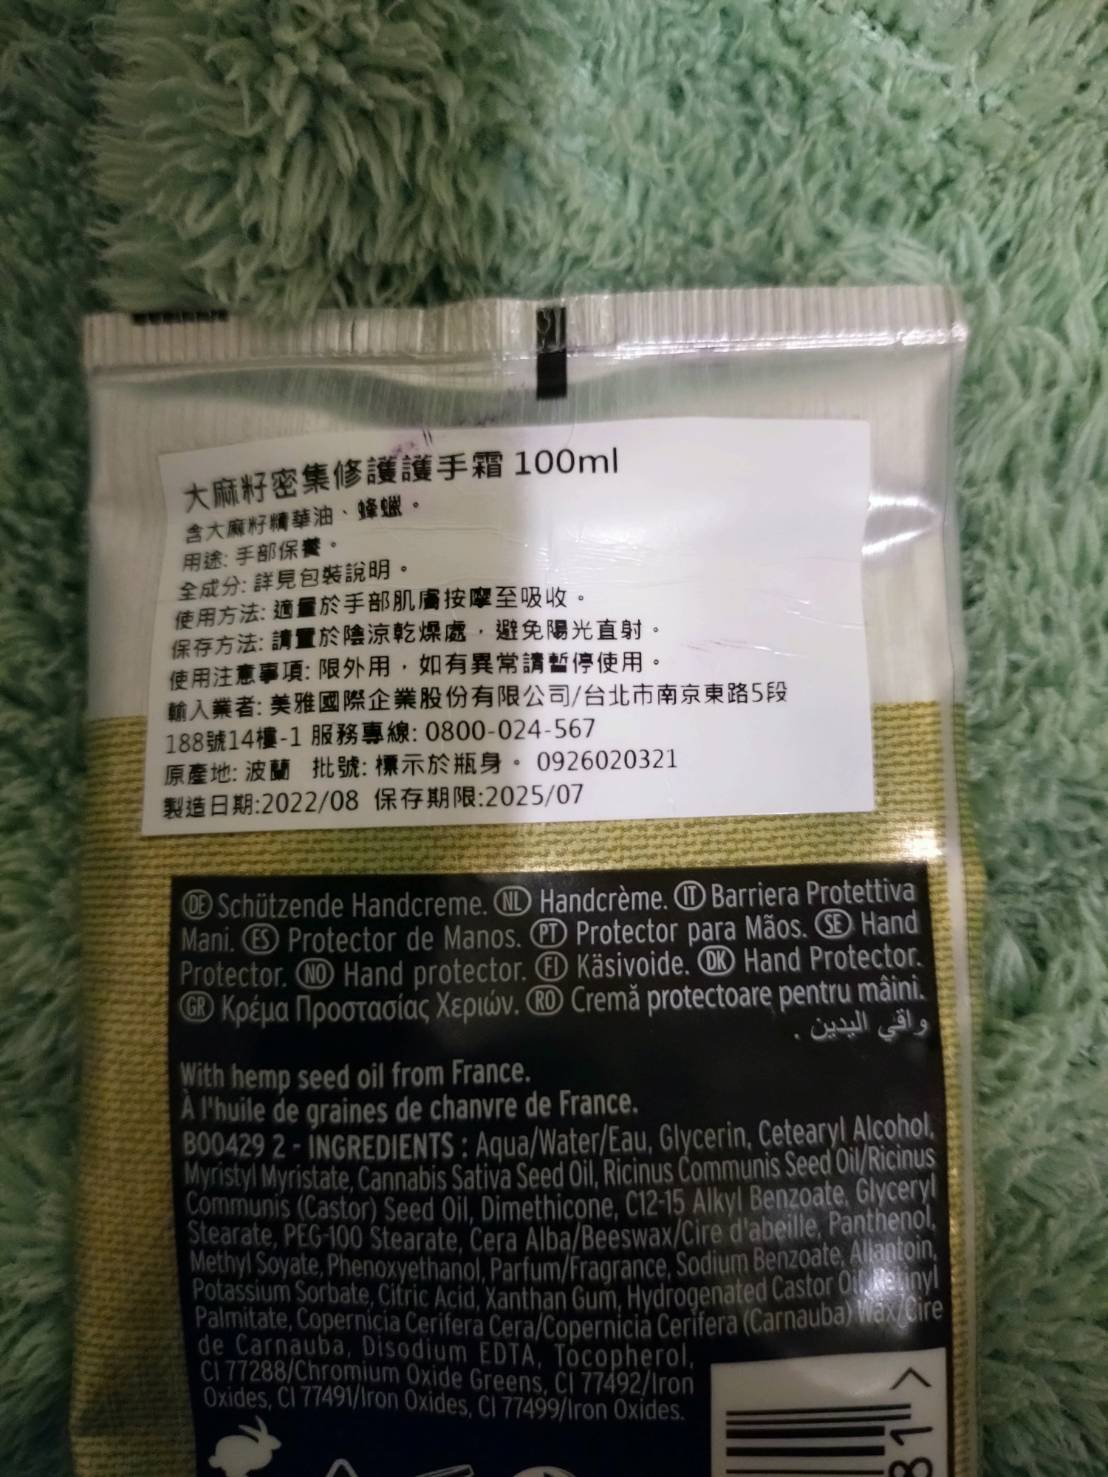 大麻籽密集修護護手霜 100ml
含大麻籽精華油、蜂蠟。
用途: 手部保養。
全成分: 詳見包裝說明。
使用方法: 適量於手部肌膚按摩至吸收。
保存方法: 請置於陰涼乾燥處，避免陽光直射。
使用注意事項: 限外用，如有異常請暫停使用。
輸入業者: 美雅國際企業股份有限公司/台北市南京東路5段
188號14樓-1 服務專線: 0800-024-567
原產地: 波蘭 批號: 標示於瓶身。 0926020321
製造日期:2022/08 保存期限:2025/07
DE Schützende Handcreme. NL Handcrème. IT Barriera Protettiva
Mani. ES Protector de Manos. PT Protector para Mãos. SE Hand
Protector. NO Hand protector. FI Käsivoide. DK Hand Protector.
GR Κρέμα Προστασίας Χεριών. RO Cremă protectoare pentru mâini.
واقي اليدين .
With hemp seed oil from France.
À l'huile de graines de chanvre de France.
B00429 2 - INGREDIENTS : Aqua/Water/Eau, Glycerin, Cetearyl Alcohol,
Myristyl Myristate, Cannabis Sativa Seed Oil, Ricinus Communis Seed Oil/Ricinus
Communis (Castor) Seed Oil, Dimethicone, C12-15 Alkyl Benzoate, Glyceryl
Stearate, PEG-100 Stearate, Cera Alba/Beeswax/Cire d'abeille, Panthenol,
Methyl Soyate, Phenoxyethanol, Parfum/Fragrance, Sodium Benzoate, Allantoin,
Potassium Sorbate, Citric Acid, Xanthan Gum, Hydrogenated Castor Oil, Retinyl
Palmitate, Copernicia Cerifera Cera/Copernicia Cerifera (Carnauba) Wax/Cire
de Carnauba, Disodium EDTA, Tocopherol,
CI 77288/Chromium Oxide Greens, CI 77492/Iron
Oxides, CI 77491/Iron Oxides, CI 77499/Iron Oxides.
81 >